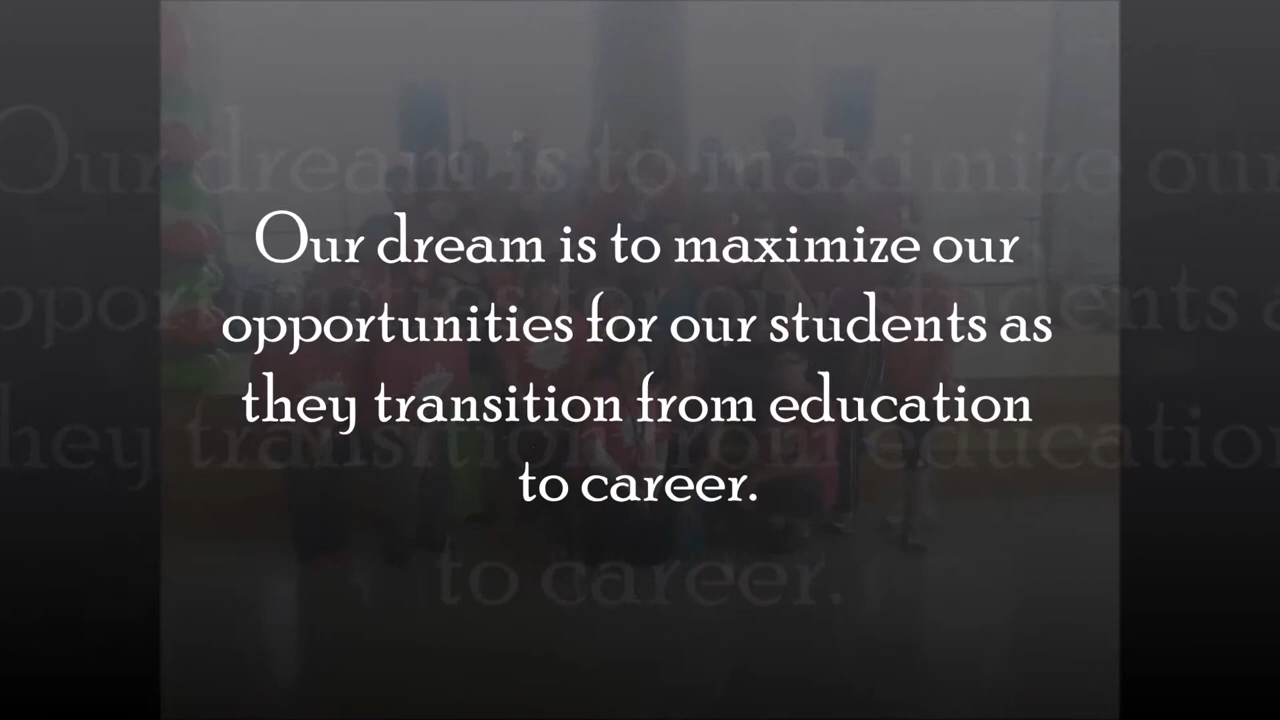 Our dream is to maximize our
opportunities for our students as
they transition from education
to career.